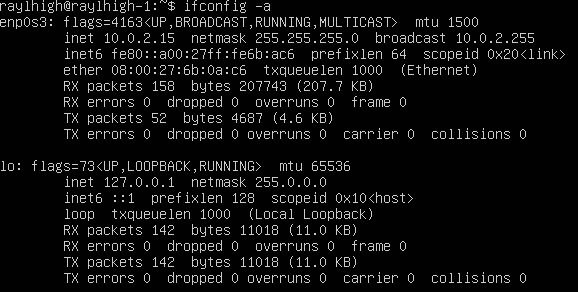 raylhigh@raylhigh-1:~$ ifconfig -a
enp0s3: flags=4163<UP,BROADCAST,RUNNING,MULTICAST>  mtu 1500
        inet 10.0.2.15  netmask 255.255.255.0  broadcast 10.0.2.255
        inet6 fe80::a00:27ff:fe6b:ac6  prefixlen 64  scopeid 0x20<link>
        ether 08:00:27:6b:0a:c6  txqueuelen 1000  (Ethernet)
        RX packets 158  bytes 207743 (207.7 KB)
        RX errors 0  dropped 0  overruns 0  frame 0
        TX packets 52  bytes 4687 (4.6 KB)
        TX errors 0  dropped 0 overruns 0  carrier 0  collisions 0
lo: flags=73<UP,LOOPBACK,RUNNING>  mtu 65536
        inet 127.0.0.1  netmask 255.0.0.0
        inet6 ::1  prefixlen 128  scopeid 0x10<host>
        loop  txqueuelen 1000  (Local Loopback)
        RX packets 142  bytes 11018 (11.0 KB)
        RX errors 0  dropped 0  overruns 0  frame 0
        TX packets 142  bytes 11018 (11.0 KB)
        TX errors 0  dropped 0 overruns 0  carrier 0  collisions 0